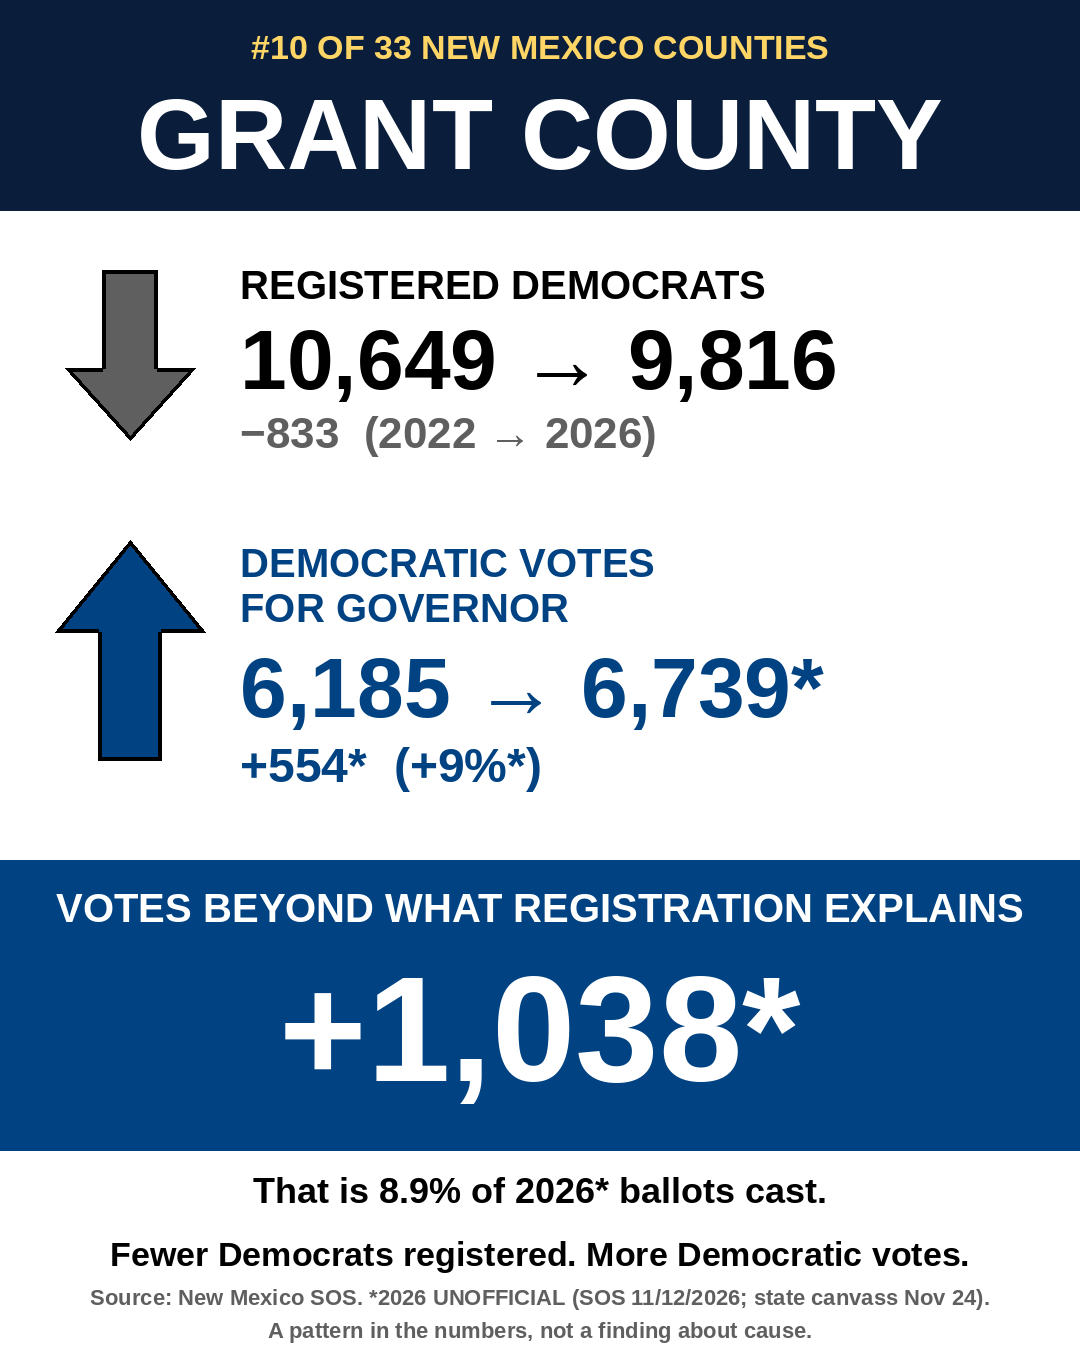 #10 OF 33 NEW MEXICO COUNTIES
GRANT COUNTY
REGISTERED DEMOCRATS
10,649 → 9,816
−833 (2022 → 2026)
DEMOCRATIC VOTES
FOR GOVERNOR
6,185 → 6,739*
+554* (+9%*)
VOTES BEYOND WHAT REGISTRATION EXPLAINS
+1,038*
That is 8.9% of 2026* ballots cast.
Fewer Democrats registered. More Democratic votes.
Source: New Mexico SOS. *2026 UNOFFICIAL (SOS 11/12/2026; state canvass Nov 24).
A pattern in the numbers, not a finding about cause.